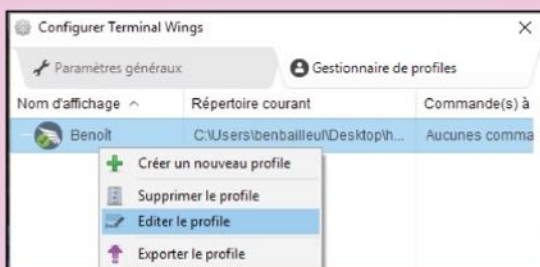 Configurer Terminal Wings
Paramètres généraux
Gestionnaire de profiles
Nom d'affichage
Répertoire courant
Commande(s) à
Benoît
C:\Users\benbailleul\Desktop\h...
Aucunes comma
Créer un nouveau profile
Supprimer le profile
Editer le profile
Exporter le profile